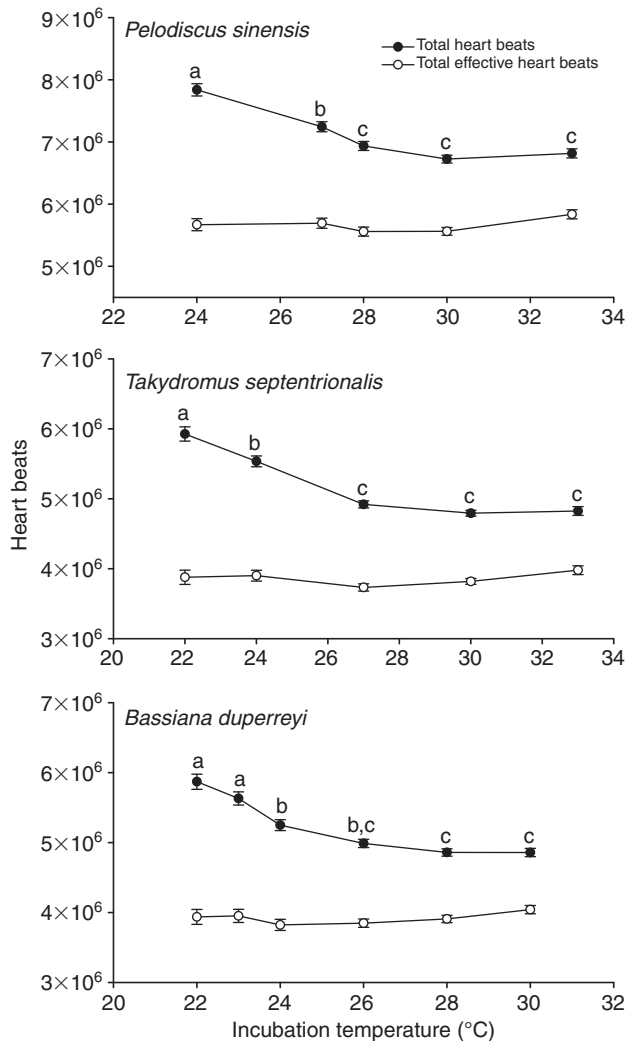 9×10⁶
Pelodiscus sinensis
Total heart beats
Total effective heart beats
8×10⁶
7×10⁶
6×10⁶
5×10⁶
a
b
c
c
c
22 24 26 28 30 32 34
7×10⁶
Takydromus septentrionalis
6×10⁶
5×10⁶
4×10⁶
3×10⁶
a
b
c
c
c
20 22 24 26 28 30 32 34
Heart beats
7×10⁶
Bassiana duperreyi
6×10⁶
5×10⁶
4×10⁶
3×10⁶
a
a
b
b,c
c
c
20 22 24 26 28 30 32
Incubation temperature (°C)